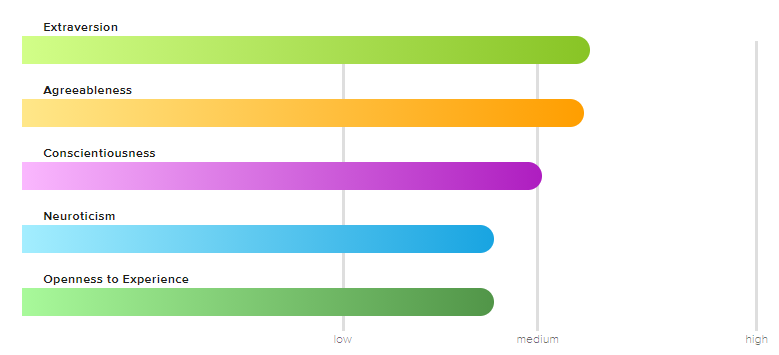 Extraversion
Agreeableness
Conscientiousness
Neuroticism
Openness to Experience
low medium high